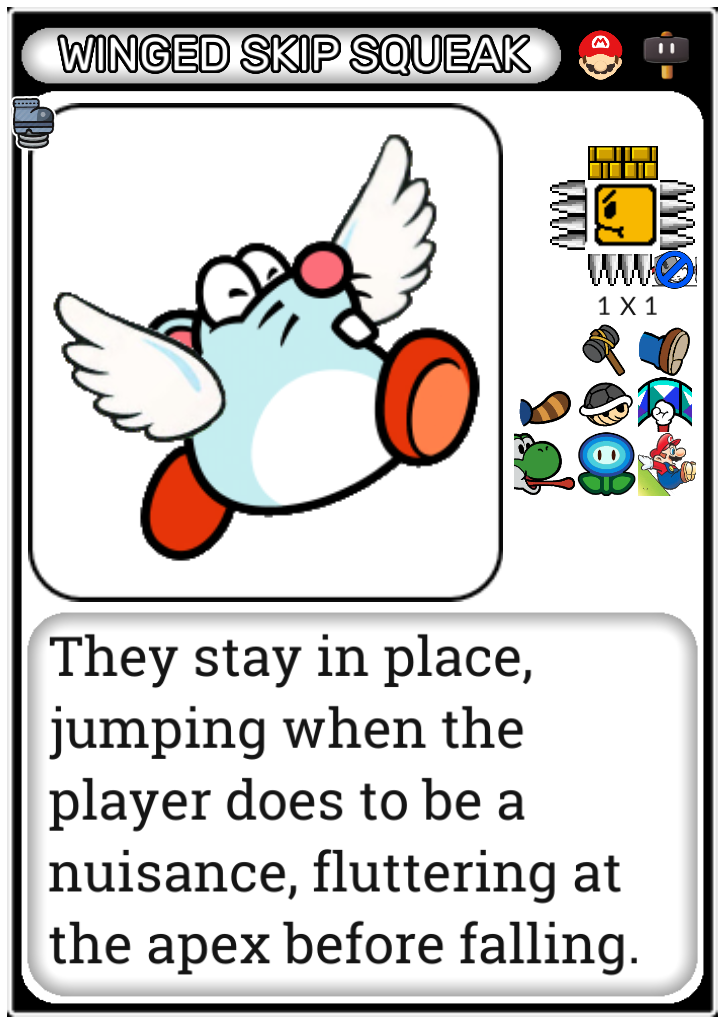 WINGED SKIP SQUEAK
1 X 1
They stay in place,
jumping when the
player does to be a
nuisance, fluttering at
the apex before falling.